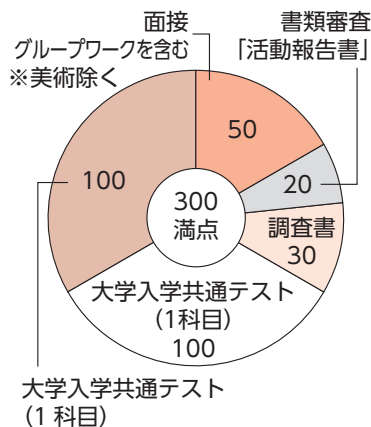 面接
グループワークを含む
※美術除く
書類審査
「活動報告書」
50
20
調査書
30
300
満点
100
大学入学共通テスト
(1科目)
100
大学入学共通テスト
(1 科目)